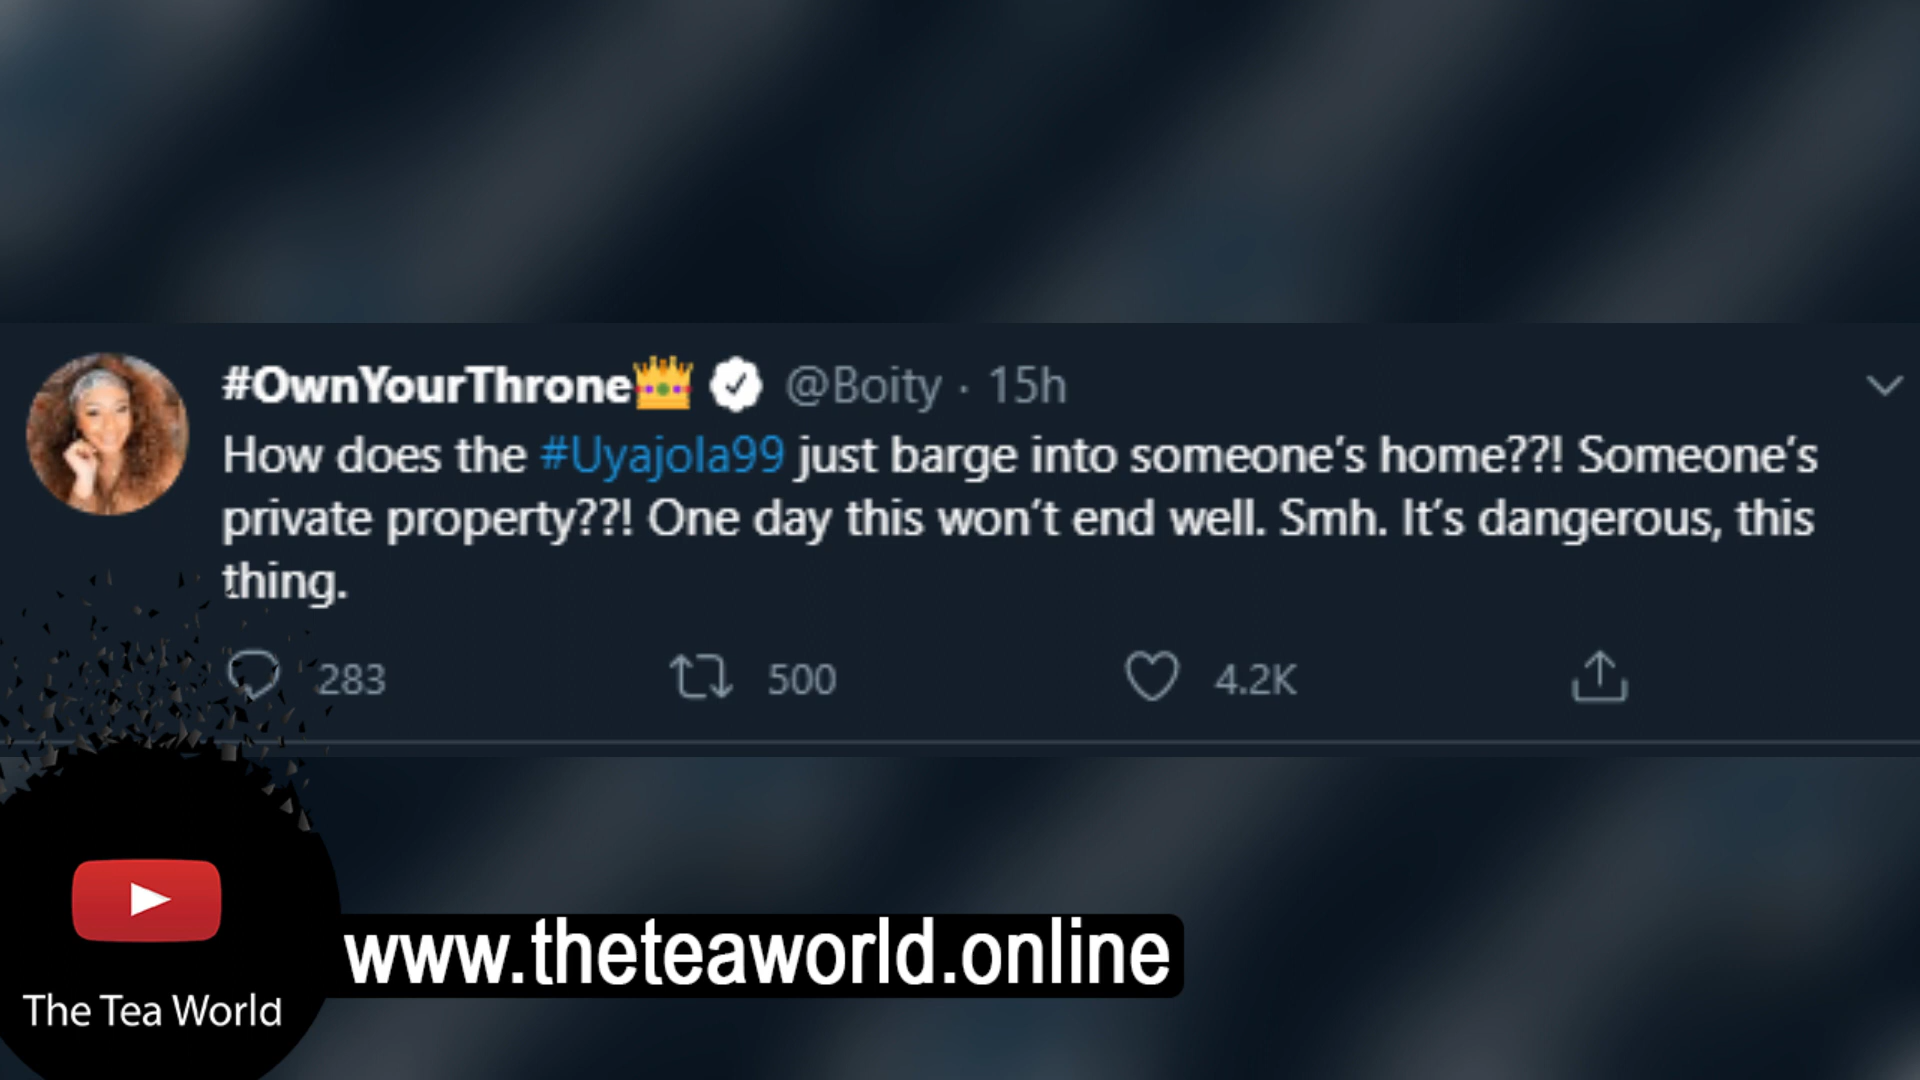 #OwnYourThrone👑 @Boity · 15h
How does the #Uyajola99 just barge into someone’s home??! Someone’s
private property??! One day this won’t end well. Smh. It’s dangerous, this
thing.
283 500 4.2K
www.theteaworld.online
The Tea World